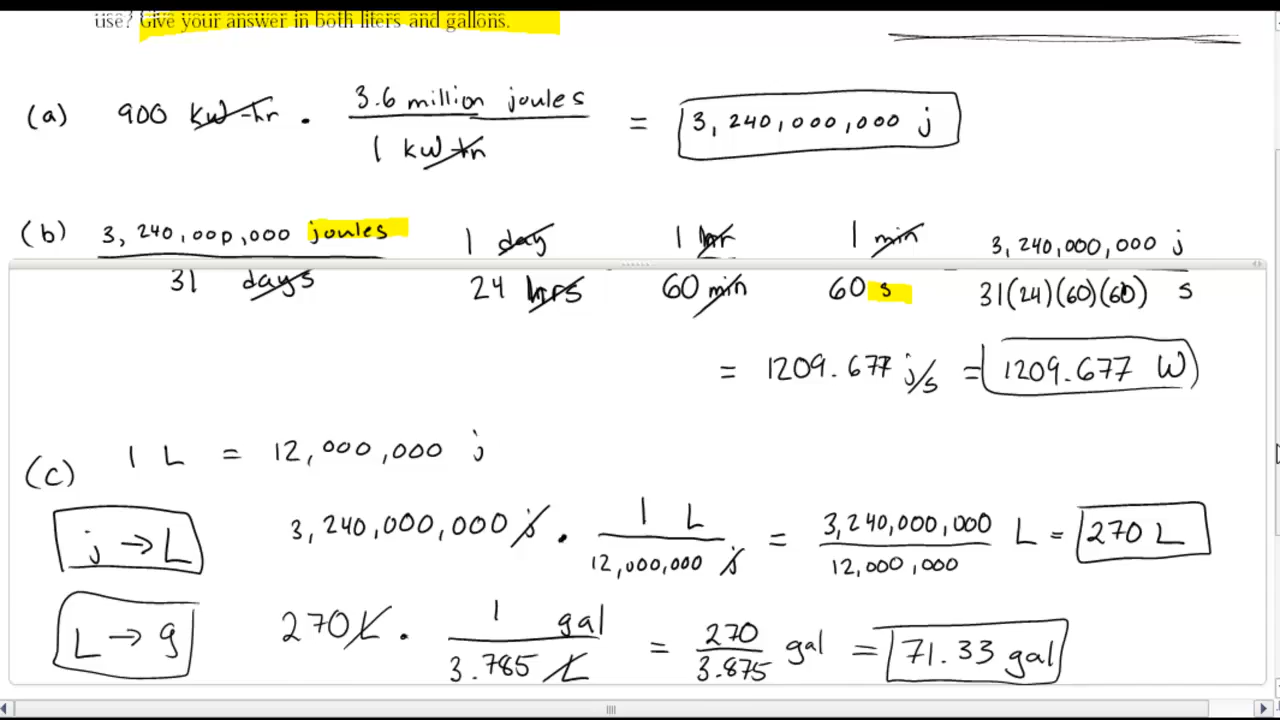 use? Give your answer in both liters and gallons.
(a) 900 kW-hr · 3.6 million joules / 1 kW-hr = 3,240,000,000 j
(b) 3,240,000,000 joules / 31 days 1 day / 24 hrs 1 hr / 60 min 1 min / 60 s 3,240,000,000 j / 31(24)(60)(60) s
= 1209.677 j/s = 1209.677 W
(c) 1 L = 12,000,000 j
j → L 3,240,000,000 j · 1 L / 12,000,000 j = 3,240,000,000 / 12,000,000 L = 270 L
L → g 270 L · 1 gal / 3.785 L = 270 / 3.875 gal = 71.33 gal